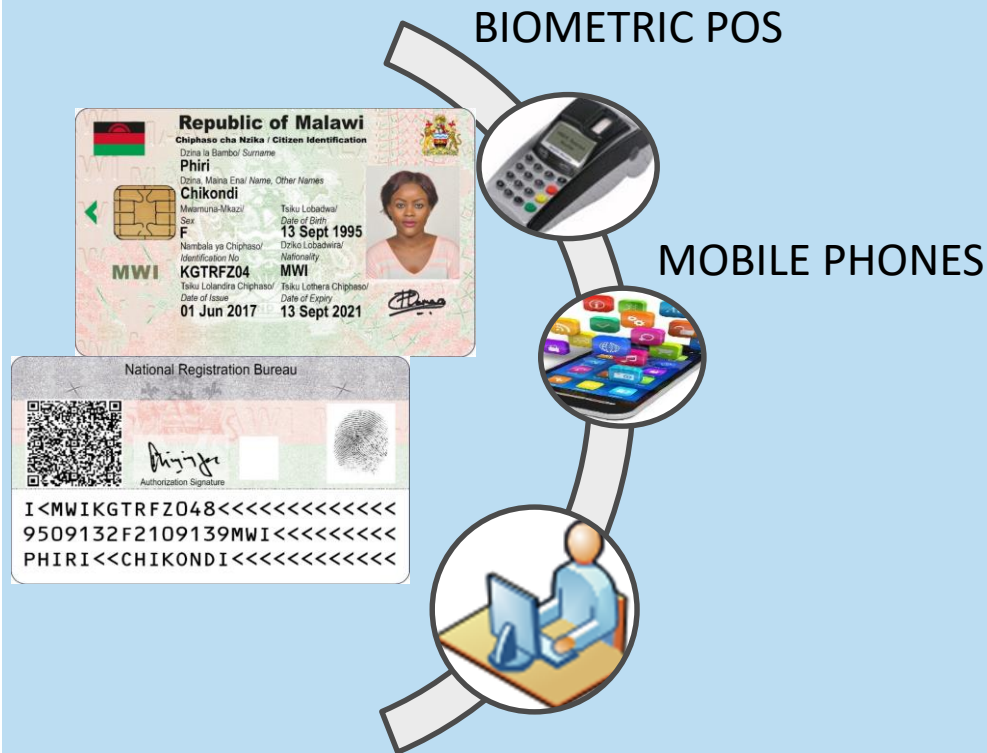 BIOMETRIC POS
Republic of Malawi
Chiphaso cha Nzika / Citizen Identification
Dzina la Bambo/ Surname
Phiri
Dzina, Maina Ena/ Name, Other Names
Chikondi
Mwamuna-Mkazi/ Tsiku Lobadwa/
Sex Date of Birth
F 13 Sept 1995
Nambala ya Chiphaso/ Dziko Lobadwira/
Identification No Nationality
MWI KGTRFZ04 MWI
Tsiku Lolandira Chiphaso/ Tsiku Lothera Chiphaso/
Date of Issue Date of Expiry
01 Jun 2017 13 Sept 2021
MOBILE PHONES
National Registration Bureau
Authorization Signature
I<MWIKGTRFZO48<<<<<<<<<<<<<
9509132F2109139MWI<<<<<<<<<
PHIRI<<CHIKONDI<<<<<<<<<<<<